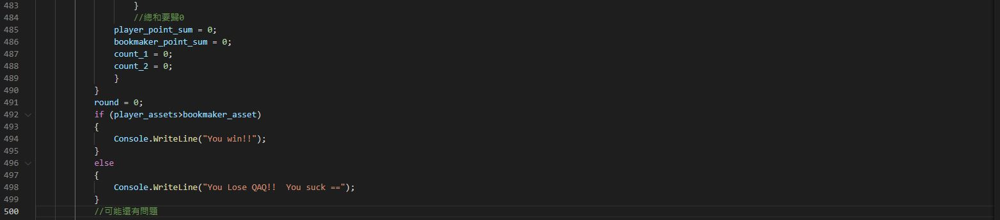 483 }
484 //總和要歸0
485 player_point_sum = 0;
486 bookmaker_point_sum = 0;
487 count_1 = 0;
488 count_2 = 0;
489 }
490 }
491 round = 0;
492 if (player_assets>bookmaker_asset)
493 {
494 Console.WriteLine("You win!!");
495 }
496 else
497 {
498 Console.WriteLine("You Lose QAQ!!  You suck ==");
499 }
500 //可能還有問題